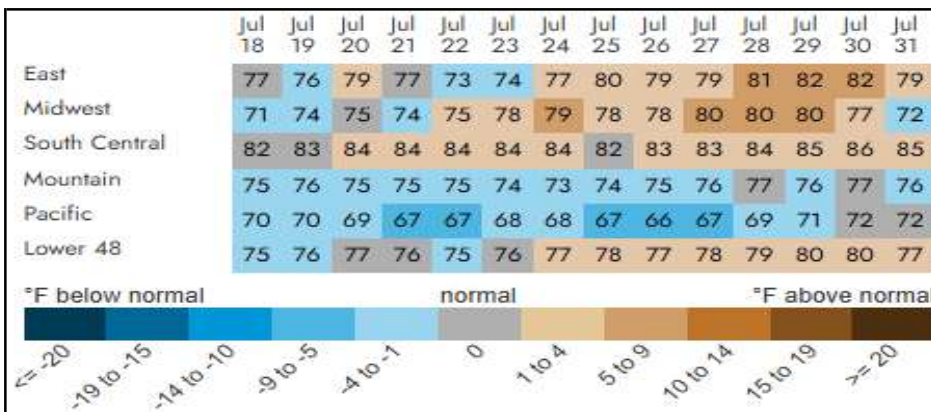 Jul Jul Jul Jul Jul Jul Jul Jul Jul Jul Jul Jul Jul Jul
18 19 20 21 22 23 24 25 26 27 28 29 30 31
East 77 76 79 77 73 74 77 80 79 79 81 82 82 79
Midwest 71 74 75 74 75 78 79 78 78 80 80 80 77 72
South Central 82 83 84 84 84 84 84 82 83 83 84 85 86 85
Mountain 75 76 75 75 75 74 73 74 75 76 77 76 77 76
Pacific 70 70 69 67 67 68 68 67 66 67 69 71 72 72
Lower 48 75 76 77 76 75 76 77 78 77 78 79 80 80 77
°F below normal normal °F above normal
<= -20 -19 to -15 -14 to -10 -9 to -5 -4 to -1 0 1 to 4 5 to 9 10 to 14 15 to 19 >= 20